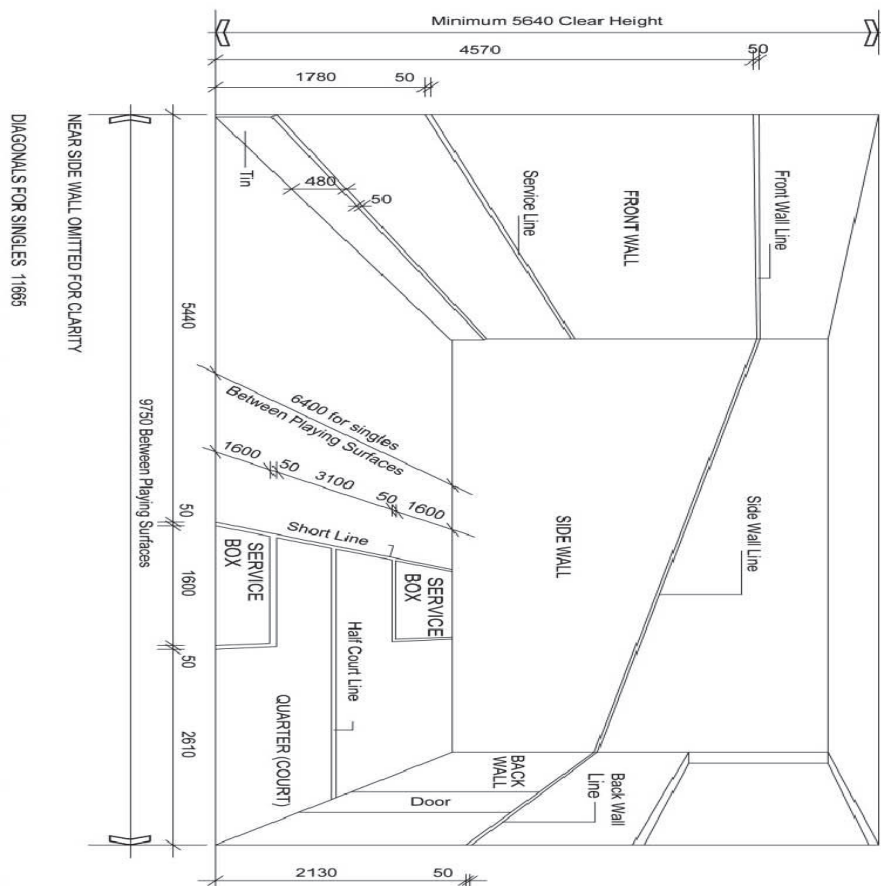 Minimum 5640 Clear Height
4570
50
1780
50
Front Wall Line
FRONT WALL
Service Line
480
50
Tin
5440
6400 for singles
Between Playing Surfaces
1600
50
3100
50
1600
Short Line
SIDE WALL
Side Wall Line
50
SERVICE
BOX
SERVICE
BOX
1600
Half Court Line
50
QUARTER (COURT)
2610
BACK
WALL
Door
Back Wall
Line
2130
50
9750 Between Playing Surfaces
NEAR SIDE WALL OMITTED FOR CLARITY
DIAGONALS FOR SINGLES 11665